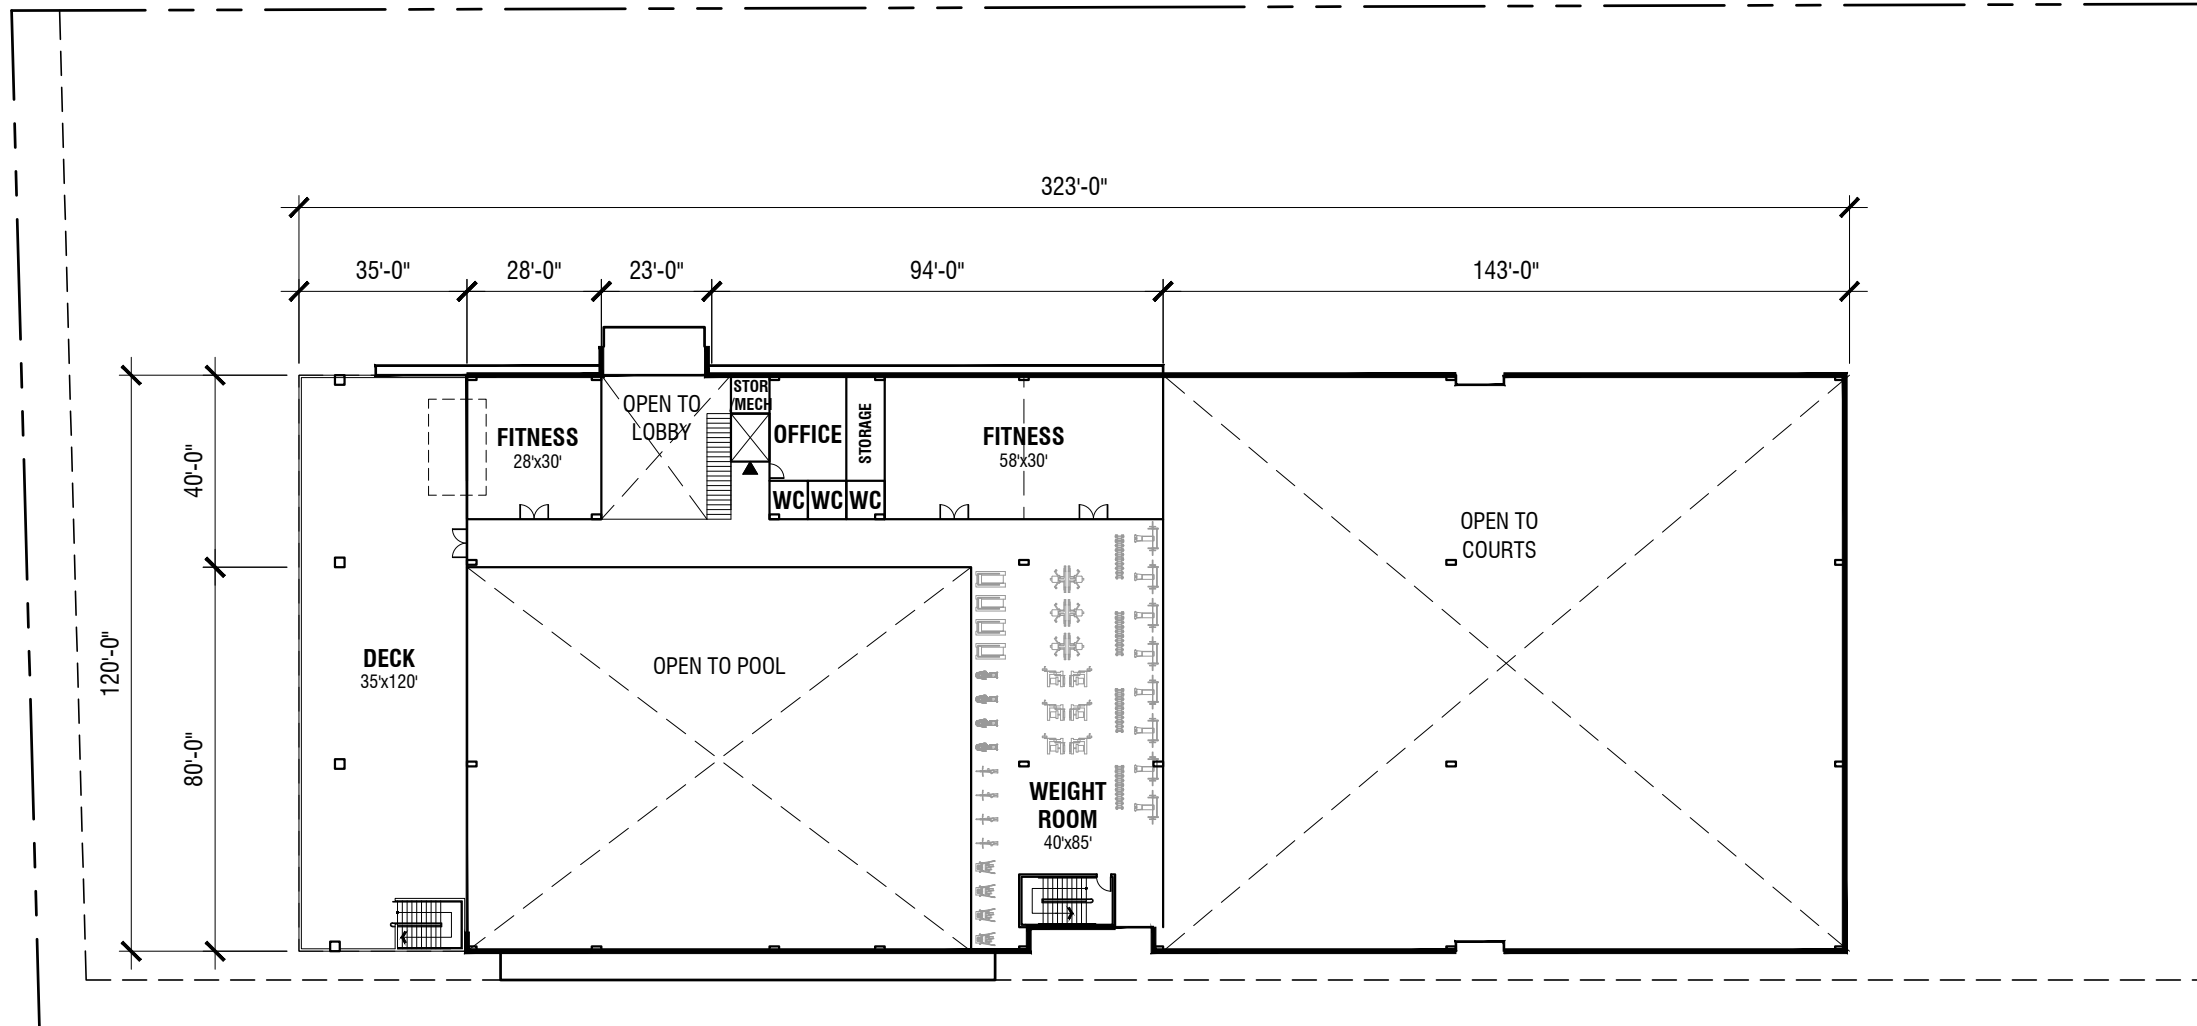 323'-0"
35'-0"
28'-0"
23'-0"
94'-0"
143'-0"
120'-0"
40'-0"
80'-0"
FITNESS
28'x30'
OPEN TO
LOBBY
STOR
/MECH
OFFICE
STORAGE
WC
WC
WC
FITNESS
58'x30'
OPEN TO
COURTS
DECK
35'x120'
OPEN TO POOL
WEIGHT
ROOM
40'x85'